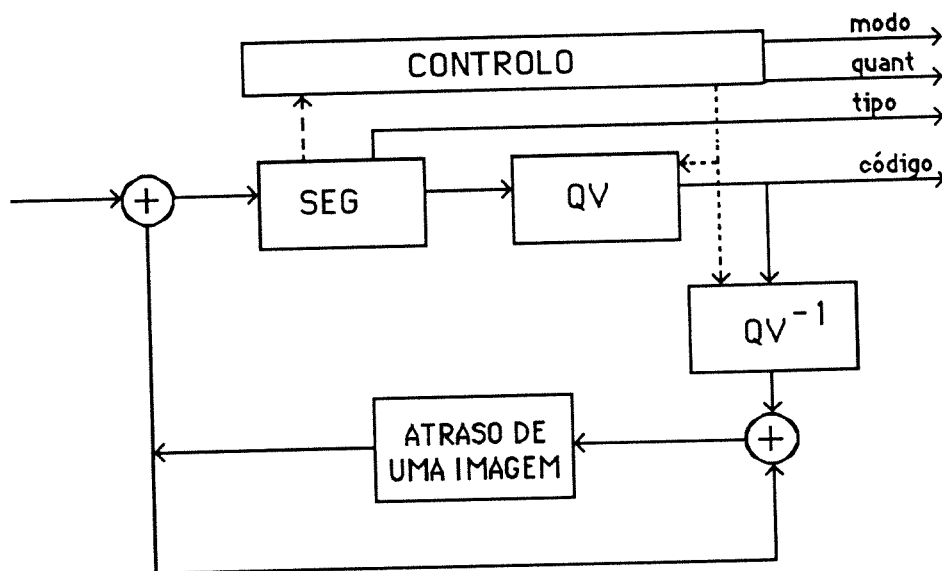 modo
CONTROLO
quant
tipo
código
+
SEG
QV
QV⁻¹
ATRASO DE
UMA IMAGEM
+